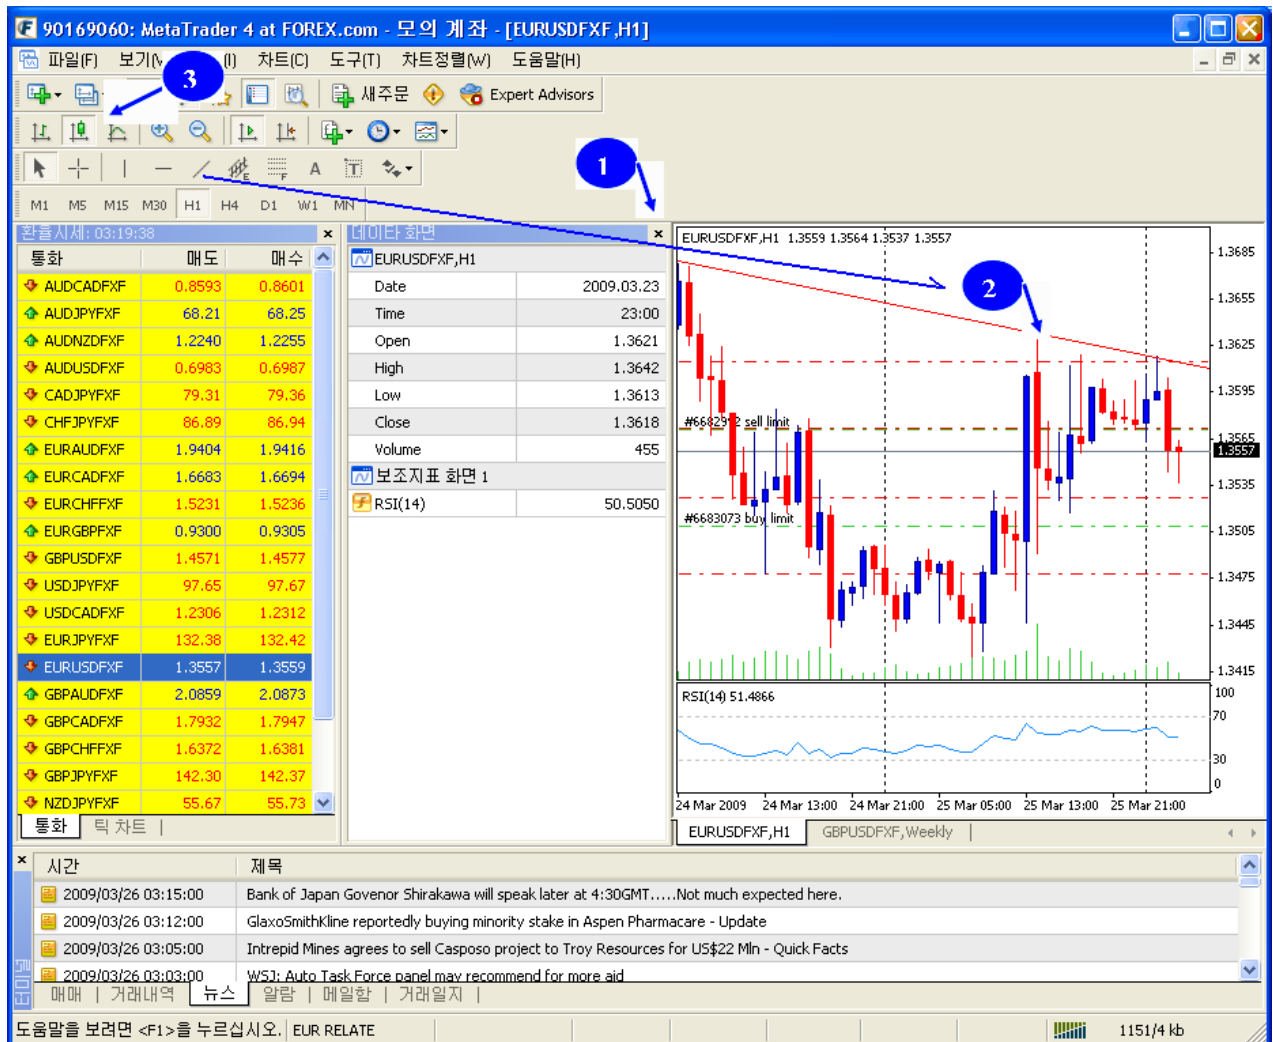 90169060: MetaTrader 4 at FOREX.com - 모의 계좌 - [EURUSDFXF,H1]
파일(F) 보기(V (I) 차트(C) 도구(T) 차트정렬(W) 도움말(H)
3
새주문 Expert Advisors
1
E F A T
M1 M5 M15 M30 H1 H4 D1 W1 MN
환율시세: 03:19:38
통화 매도 매수
AUDCADFXF 0.8593 0.8601
AUDJPYFXF 68.21 68.25
AUDNZDFXF 1.2240 1.2255
AUDUSDFXF 0.6983 0.6987
CADJPYFXF 79.31 79.36
CHFJPYFXF 86.89 86.94
EURAUDFXF 1.9404 1.9416
EURCADFXF 1.6683 1.6694
EURCHFFXF 1.5231 1.5236
EURGBPFXF 0.9300 0.9305
GBPUSDFXF 1.4571 1.4577
USDJPYFXF 97.65 97.67
USDCADFXF 1.2306 1.2312
EURJPYFXF 132.38 132.42
EURUSDFXF 1.3557 1.3559
GBPAUDFXF 2.0859 2.0873
GBPCADFXF 1.7932 1.7947
GBPCHFFXF 1.6372 1.6381
GBPJPYFXF 142.30 142.37
NZDJPYFXF 55.67 55.73
통화 틱 차트
데이타 화면
EURUSDFXF,H1
Date 2009.03.23
Time 23:00
Open 1.3621
High 1.3642
Low 1.3613
Close 1.3618
Volume 455
보조지표 화면 1
RSI(14) 50.5050
EURUSDFXF,H1 1.3559 1.3564 1.3537 1.3557
2
#6682992 sell limit
#6683073 buy limit
1.3685
1.3655
1.3625
1.3595
1.3565
1.3557
1.3535
1.3505
1.3475
1.3445
1.3415
RSI(14) 51.4866
100
70
30
0
24 Mar 2009 24 Mar 13:00 24 Mar 21:00 25 Mar 05:00 25 Mar 13:00 25 Mar 21:00
EURUSDFXF,H1 GBPUSDFXF,Weekly
시간 제목
2009/03/26 03:15:00 Bank of Japan Govenor Shirakawa will speak later at 4:30GMT.....Not much expected here.
2009/03/26 03:12:00 GlaxoSmithKline reportedly buying minority stake in Aspen Pharmacare - Update
2009/03/26 03:05:00 Intrepid Mines agrees to sell Casposo project to Troy Resources for US$22 Mln - Quick Facts
2009/03/26 03:03:00 WSJ: Auto Task Force panel may recommend for more aid
매매 거래내역 뉴스 알람 메일함 거래일지
도움말을 보려면 <F1>을 누르십시오. EUR RELATE 1151/4 kb